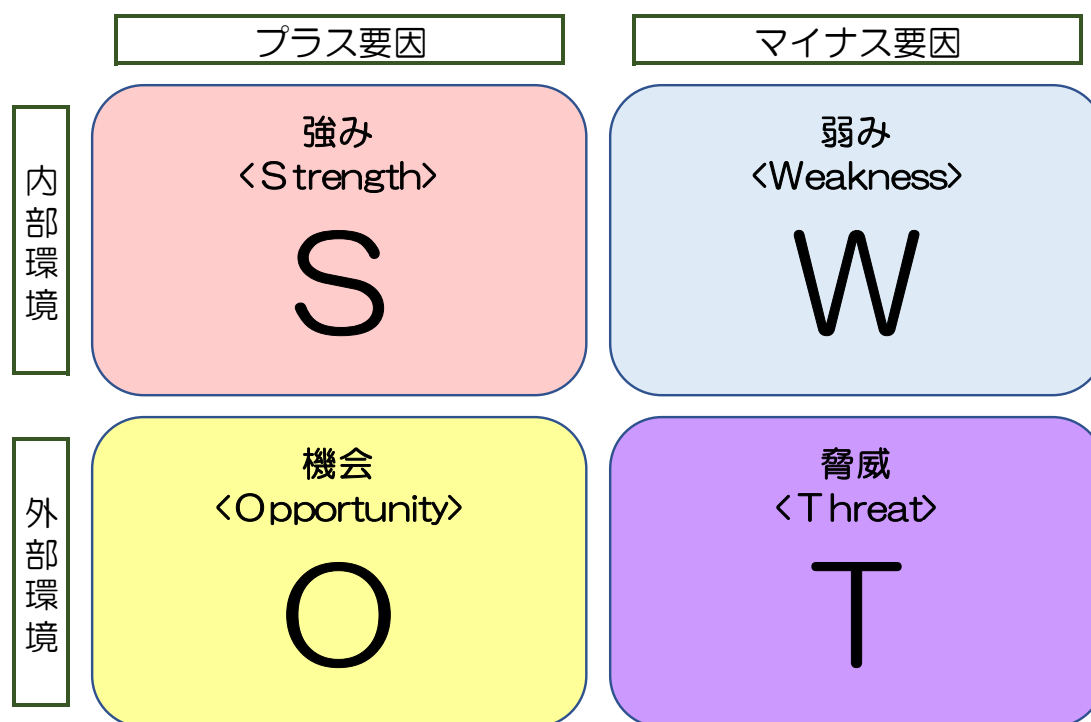 プラス要因
マイナス要因
内部環境
強み
<Strength>
S
弱み
<Weakness>
W
外部環境
機会
<Opportunity>
O
脅威
<Threat>
T